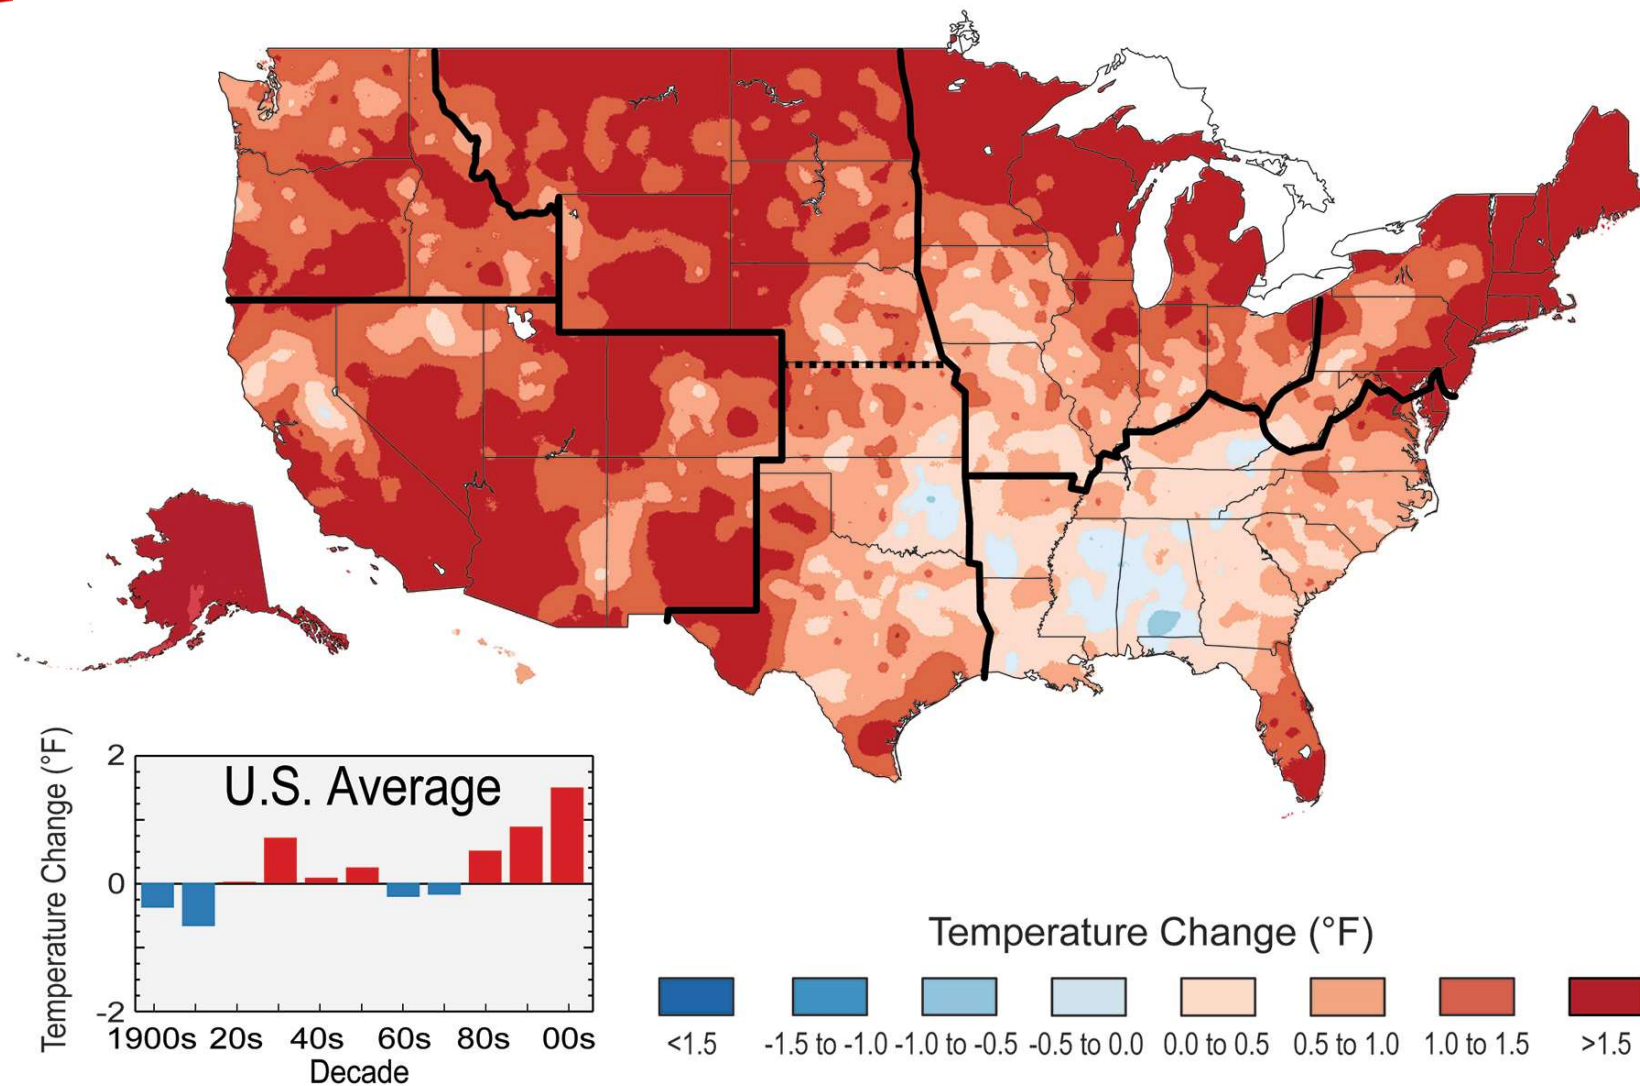 U.S. Average
Temperature Change (°F)
2
0
-2
1900s 20s 40s 60s 80s 00s
Decade
Temperature Change (°F)
<1.5 -1.5 to -1.0 -1.0 to -0.5 -0.5 to 0.0 0.0 to 0.5 0.5 to 1.0 1.0 to 1.5 >1.5